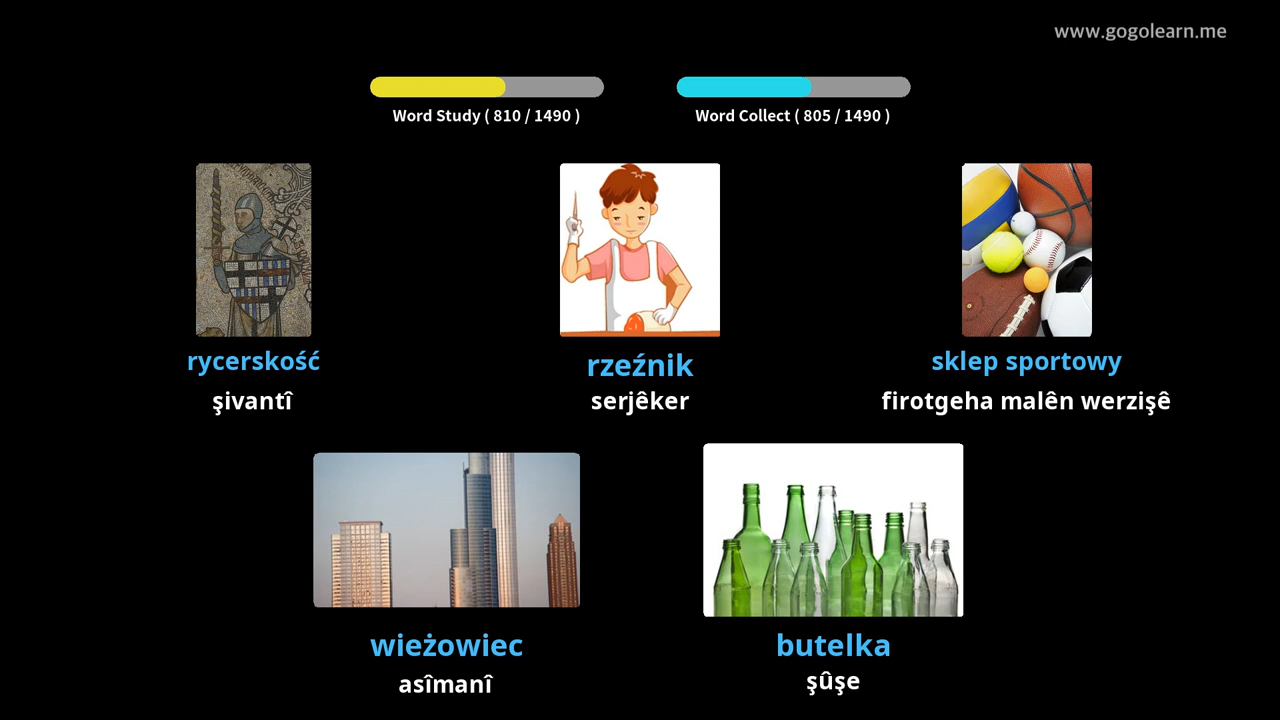 www.gogolearn.me
Word Study ( 810 / 1490 )
Word Collect ( 805 / 1490 )
rycerskość
şivantî
rzeźnik
serjêker
sklep sportowy
firotgeha malên werzişê
wieżowiec
asîmanî
butelka
şûşe